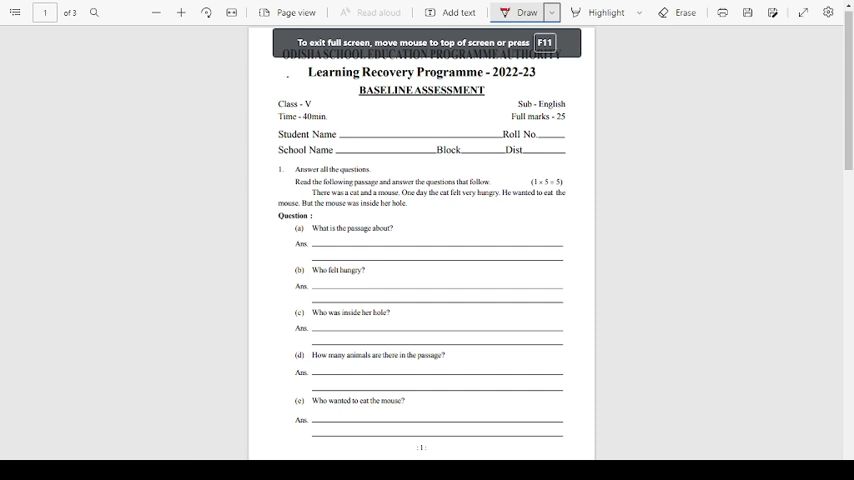 1 of 3 Page view Read aloud Add text Draw Highlight Erase
To exit full screen, move mouse to top of screen or press F11
ODISHA SCHOOL EDUCATION PROGRAMME AUTHORITY
Learning Recovery Programme - 2022-23
BASELINE ASSESSMENT
Class - V Sub - English
Time - 40min. Full marks - 25
Student Name Roll No.
School Name Block Dist
1. Answer all the questions.
Read the following passage and answer the questions that follow. (1 × 5 = 5)
There was a cat and a mouse. One day the cat felt very hungry. He wanted to eat the
mouse. But the mouse was inside her hole.
Question :
(a) What is the passage about?
Ans.
(b) Who felt hungry?
Ans.
(c) Who was inside her hole?
Ans.
(d) How many animals are there in the passage?
Ans.
(e) Who wanted to eat the mouse?
Ans.
: 1 :